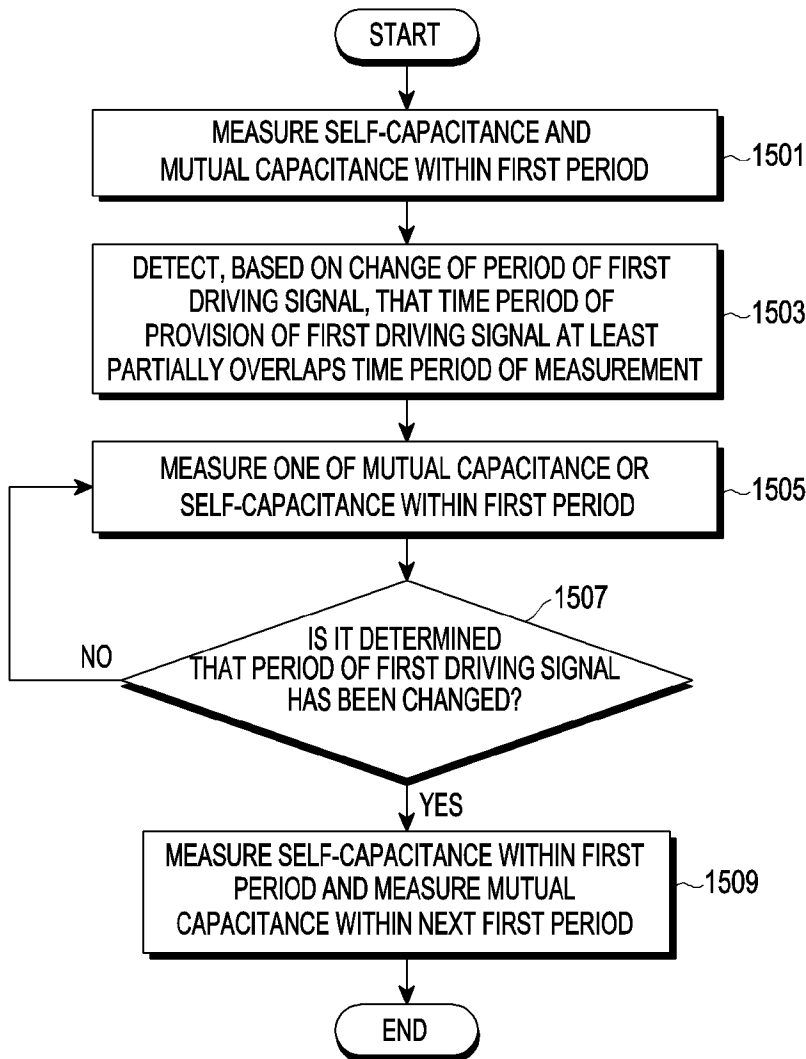 START
MEASURE SELF-CAPACITANCE AND
MUTUAL CAPACITANCE WITHIN FIRST PERIOD
1501
DETECT, BASED ON CHANGE OF PERIOD OF FIRST
DRIVING SIGNAL, THAT TIME PERIOD OF
PROVISION OF FIRST DRIVING SIGNAL AT LEAST
PARTIALLY OVERLAPS TIME PERIOD OF MEASUREMENT
1503
MEASURE ONE OF MUTUAL CAPACITANCE OR
SELF-CAPACITANCE WITHIN FIRST PERIOD
1505
1507
IS IT DETERMINED
THAT PERIOD OF FIRST DRIVING SIGNAL
HAS BEEN CHANGED?
NO
YES
MEASURE SELF-CAPACITANCE WITHIN FIRST
PERIOD AND MEASURE MUTUAL
CAPACITANCE WITHIN NEXT FIRST PERIOD
1509
END